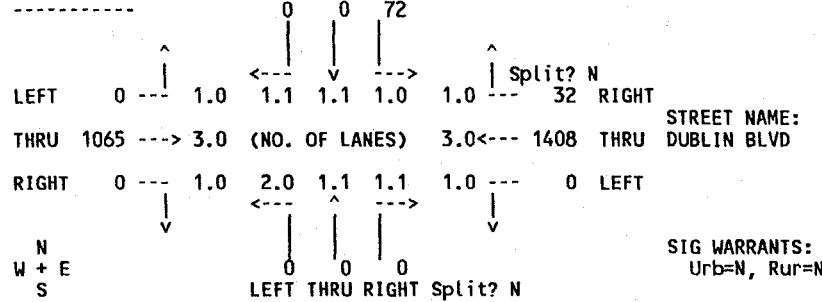 ----------- 0 0 72
^ | | | ^
| <--- v ---> | Split? N
LEFT 0 --- 1.0 1.1 1.1 1.0 1.0 --- 32 RIGHT
STREET NAME:
THRU 1065 ---> 3.0 (NO. OF LANES) 3.0<--- 1408 THRU DUBLIN BLVD
RIGHT 0 --- 1.0 2.0 1.1 1.1 1.0 --- 0 LEFT
| <--- ^ ---> |
v | | | v
N SIG WARRANTS:
W + E 0 0 0 Urb=N, Rur=N
S LEFT THRU RIGHT Split? N